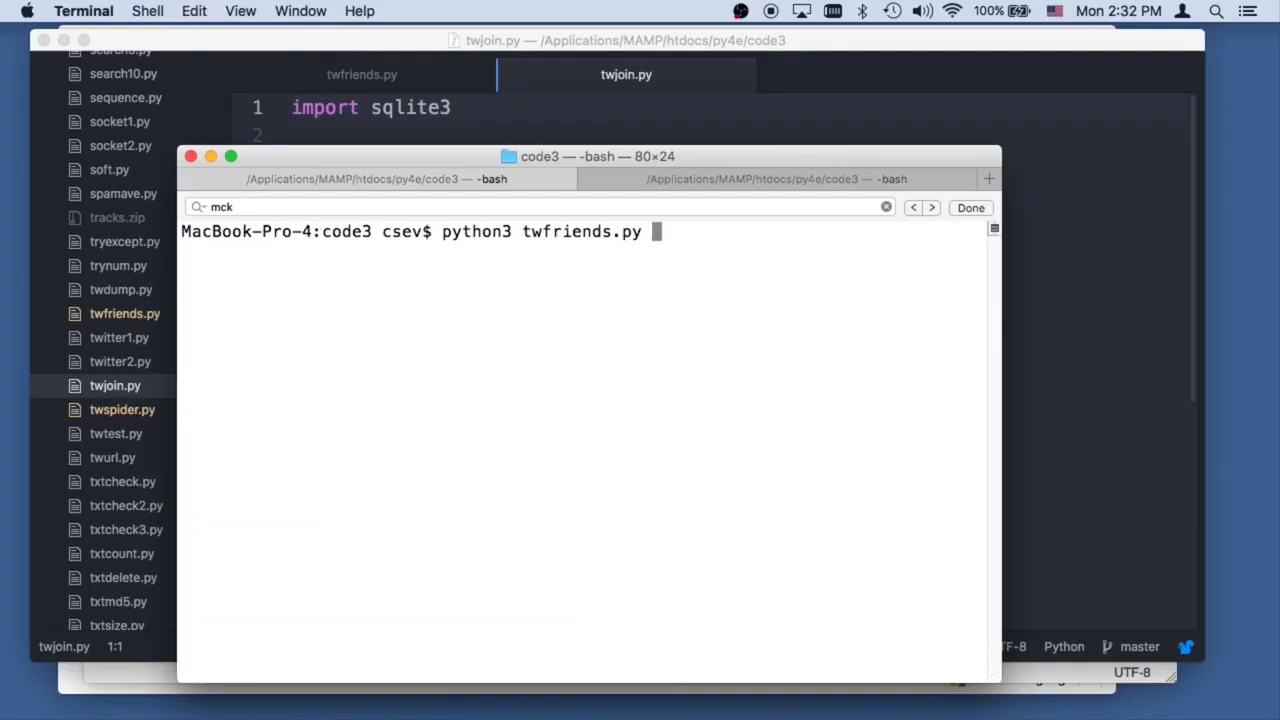 Terminal Shell Edit View Window Help 100% Mon 2:32 PM
twjoin.py — /Applications/MAMP/htdocs/py4e/code3
twfriends.py
twjoin.py
search10.py
sequence.py
socket1.py
socket2.py
soft.py
spamave.py
tracks.zip
tryexcept.py
trynum.py
twdump.py
twfriends.py
twitter1.py
twitter2.py
twjoin.py
twspider.py
twtest.py
twurl.py
txtcheck.py
txtcheck2.py
txtcheck3.py
txtcount.py
txtdelete.py
txtmd5.py
txtsize.py
1 import sqlite3
2
code3 — -bash — 80×24
/Applications/MAMP/htdocs/py4e/code3 — -bash
/Applications/MAMP/htdocs/py4e/code3 — -bash
mck
Done
MacBook-Pro-4:code3 csev$ python3 twfriends.py
twjoin.py 1:1
TF-8 Python master
UTF-8